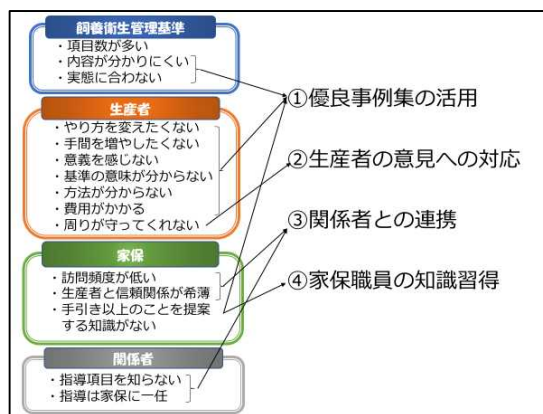 飼養衛生管理基準
・項目数が多い
・内容が分かりにくい
・実態に合わない
生産者
・やり方を変えたくない
・手間を増やしたくない
・意義を感じない
・基準の意味が分からない
・方法が分からない
・費用がかかる
・周りが守ってくれない
家保
・訪問頻度が低い
・生産者と信頼関係が希薄
・手引き以上のことを提案
する知識がない
関係者
・指導項目を知らない
・指導は家保に一任
①優良事例集の活用
②生産者の意見への対応
③関係者との連携
④家保職員の知識習得